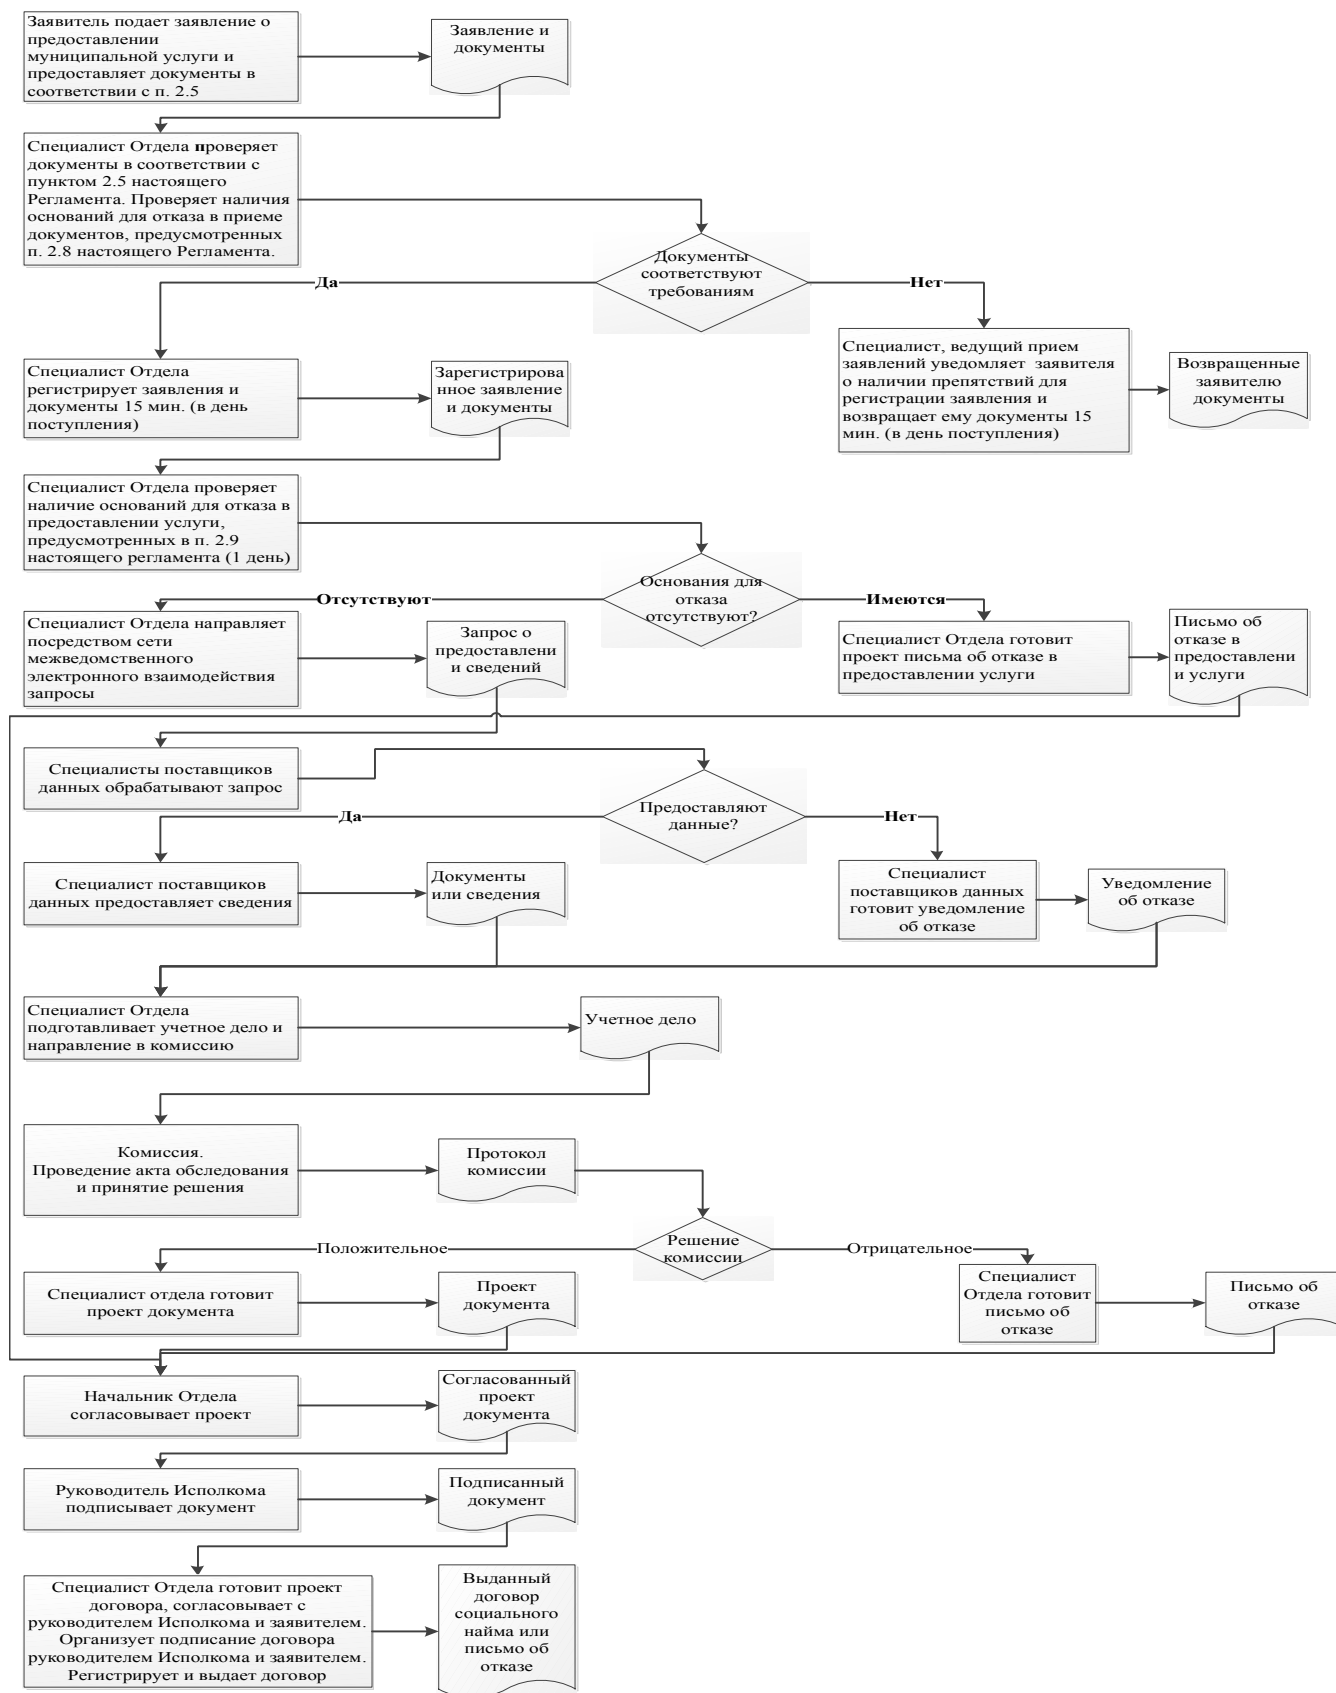 Заявитель подает заявление о
предоставлении
муниципальной услуги и
предоставляет документы в
соответствии с п. 2.5
Заявление и
документы
Специалист Отдела проверяет
документы в соответствии с
пунктом 2.5 настоящего
Регламента. Проверяет наличия
оснований для отказа в приеме
документов, предусмотренных
п. 2.8 настоящего Регламента.
Документы
соответствуют
требованиям
Да
Нет
Специалист Отдела
регистрирует заявления и
документы 15 мин. (в день
поступления)
Зарегистрирова
нное заявление
и документы
Специалист, ведущий прием
заявлений уведомляет заявителя
о наличии препятствий для
регистрации заявления и
возвращает ему документы 15
мин. (в день поступления)
Возвращенные
заявителю
документы
Специалист Отдела проверяет
наличие оснований для отказа в
предоставлении услуги,
предусмотренных в п. 2.9
настоящего регламента (1 день)
Основания для
отказа
отсутствуют?
Отсутствуют
Имеются
Специалист Отдела направляет
посредством сети
межведомственного
электронного взаимодействия
запросы
Запрос о
предоставлени
и сведений
Специалист Отдела готовит
проект письма об отказе в
предоставлении услуги
Письмо об
отказе в
предоставлени
и услуги
Специалисты поставщиков
данных обрабатывают запрос
Предоставляют
данные?
Да
Нет
Специалист поставщиков
данных предоставляет сведения
Документы
или сведения
Специалист
поставщиков данных
готовит уведомление
об отказе
Уведомление
об отказе
Специалист Отдела
подготавливает учетное дело и
направление в комиссию
Учетное дело
Комиссия.
Проведение акта обследования
и принятие решения
Протокол
комиссии
Решение
комиссии
Положительное
Отрицательное
Специалист отдела готовит
проект документа
Проект
документа
Специалист
Отдела готовит
письмо об
отказе
Письмо об
отказе
Начальник Отдела
согласовывает проект
Согласованный
проект
документа
Руководитель Исполкома
подписывает документ
Подписанный
документ
Специалист Отдела готовит проект
договора, согласовывает с
руководителем Исполкома и заявителем.
Организует подписание договора
руководителем Исполкома и заявителем.
Регистрирует и выдает договор
Выданный
договор
социального
найма или
письмо об
отказе